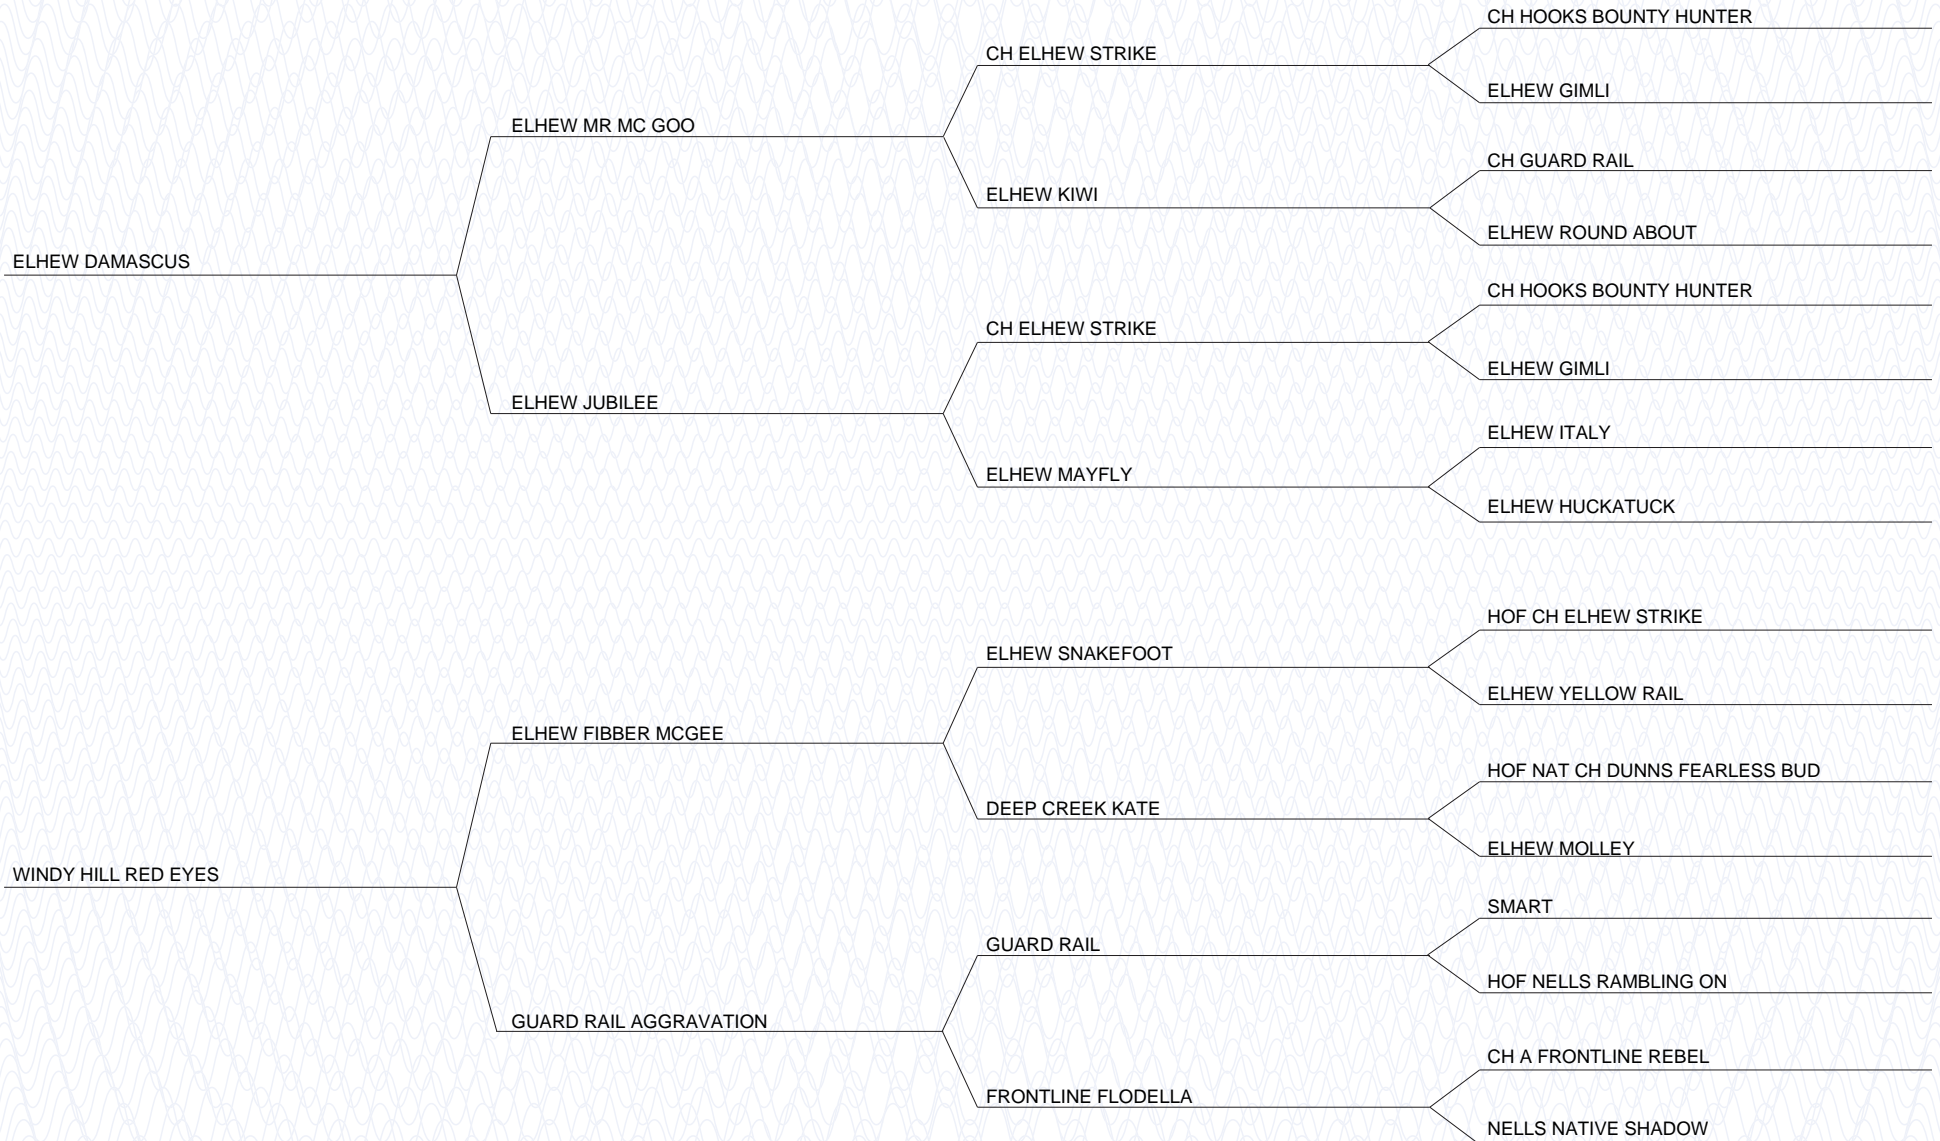 CH HOOKS BOUNTY HUNTER
CH ELHEW STRIKE
ELHEW GIMLI
ELHEW MR MC GOO
CH GUARD RAIL
ELHEW KIWI
ELHEW ROUND ABOUT
ELHEW DAMASCUS
CH HOOKS BOUNTY HUNTER
CH ELHEW STRIKE
ELHEW GIMLI
ELHEW JUBILEE
ELHEW ITALY
ELHEW MAYFLY
ELHEW HUCKATUCK
HOF CH ELHEW STRIKE
ELHEW SNAKEFOOT
ELHEW YELLOW RAIL
ELHEW FIBBER MCGEE
HOF NAT CH DUNNS FEARLESS BUD
DEEP CREEK KATE
ELHEW MOLLEY
WINDY HILL RED EYES
SMART
GUARD RAIL
HOF NELLS RAMBLING ON
GUARD RAIL AGGRAVATION
CH A FRONTLINE REBEL
FRONTLINE FLODELLA
NELLS NATIVE SHADOW